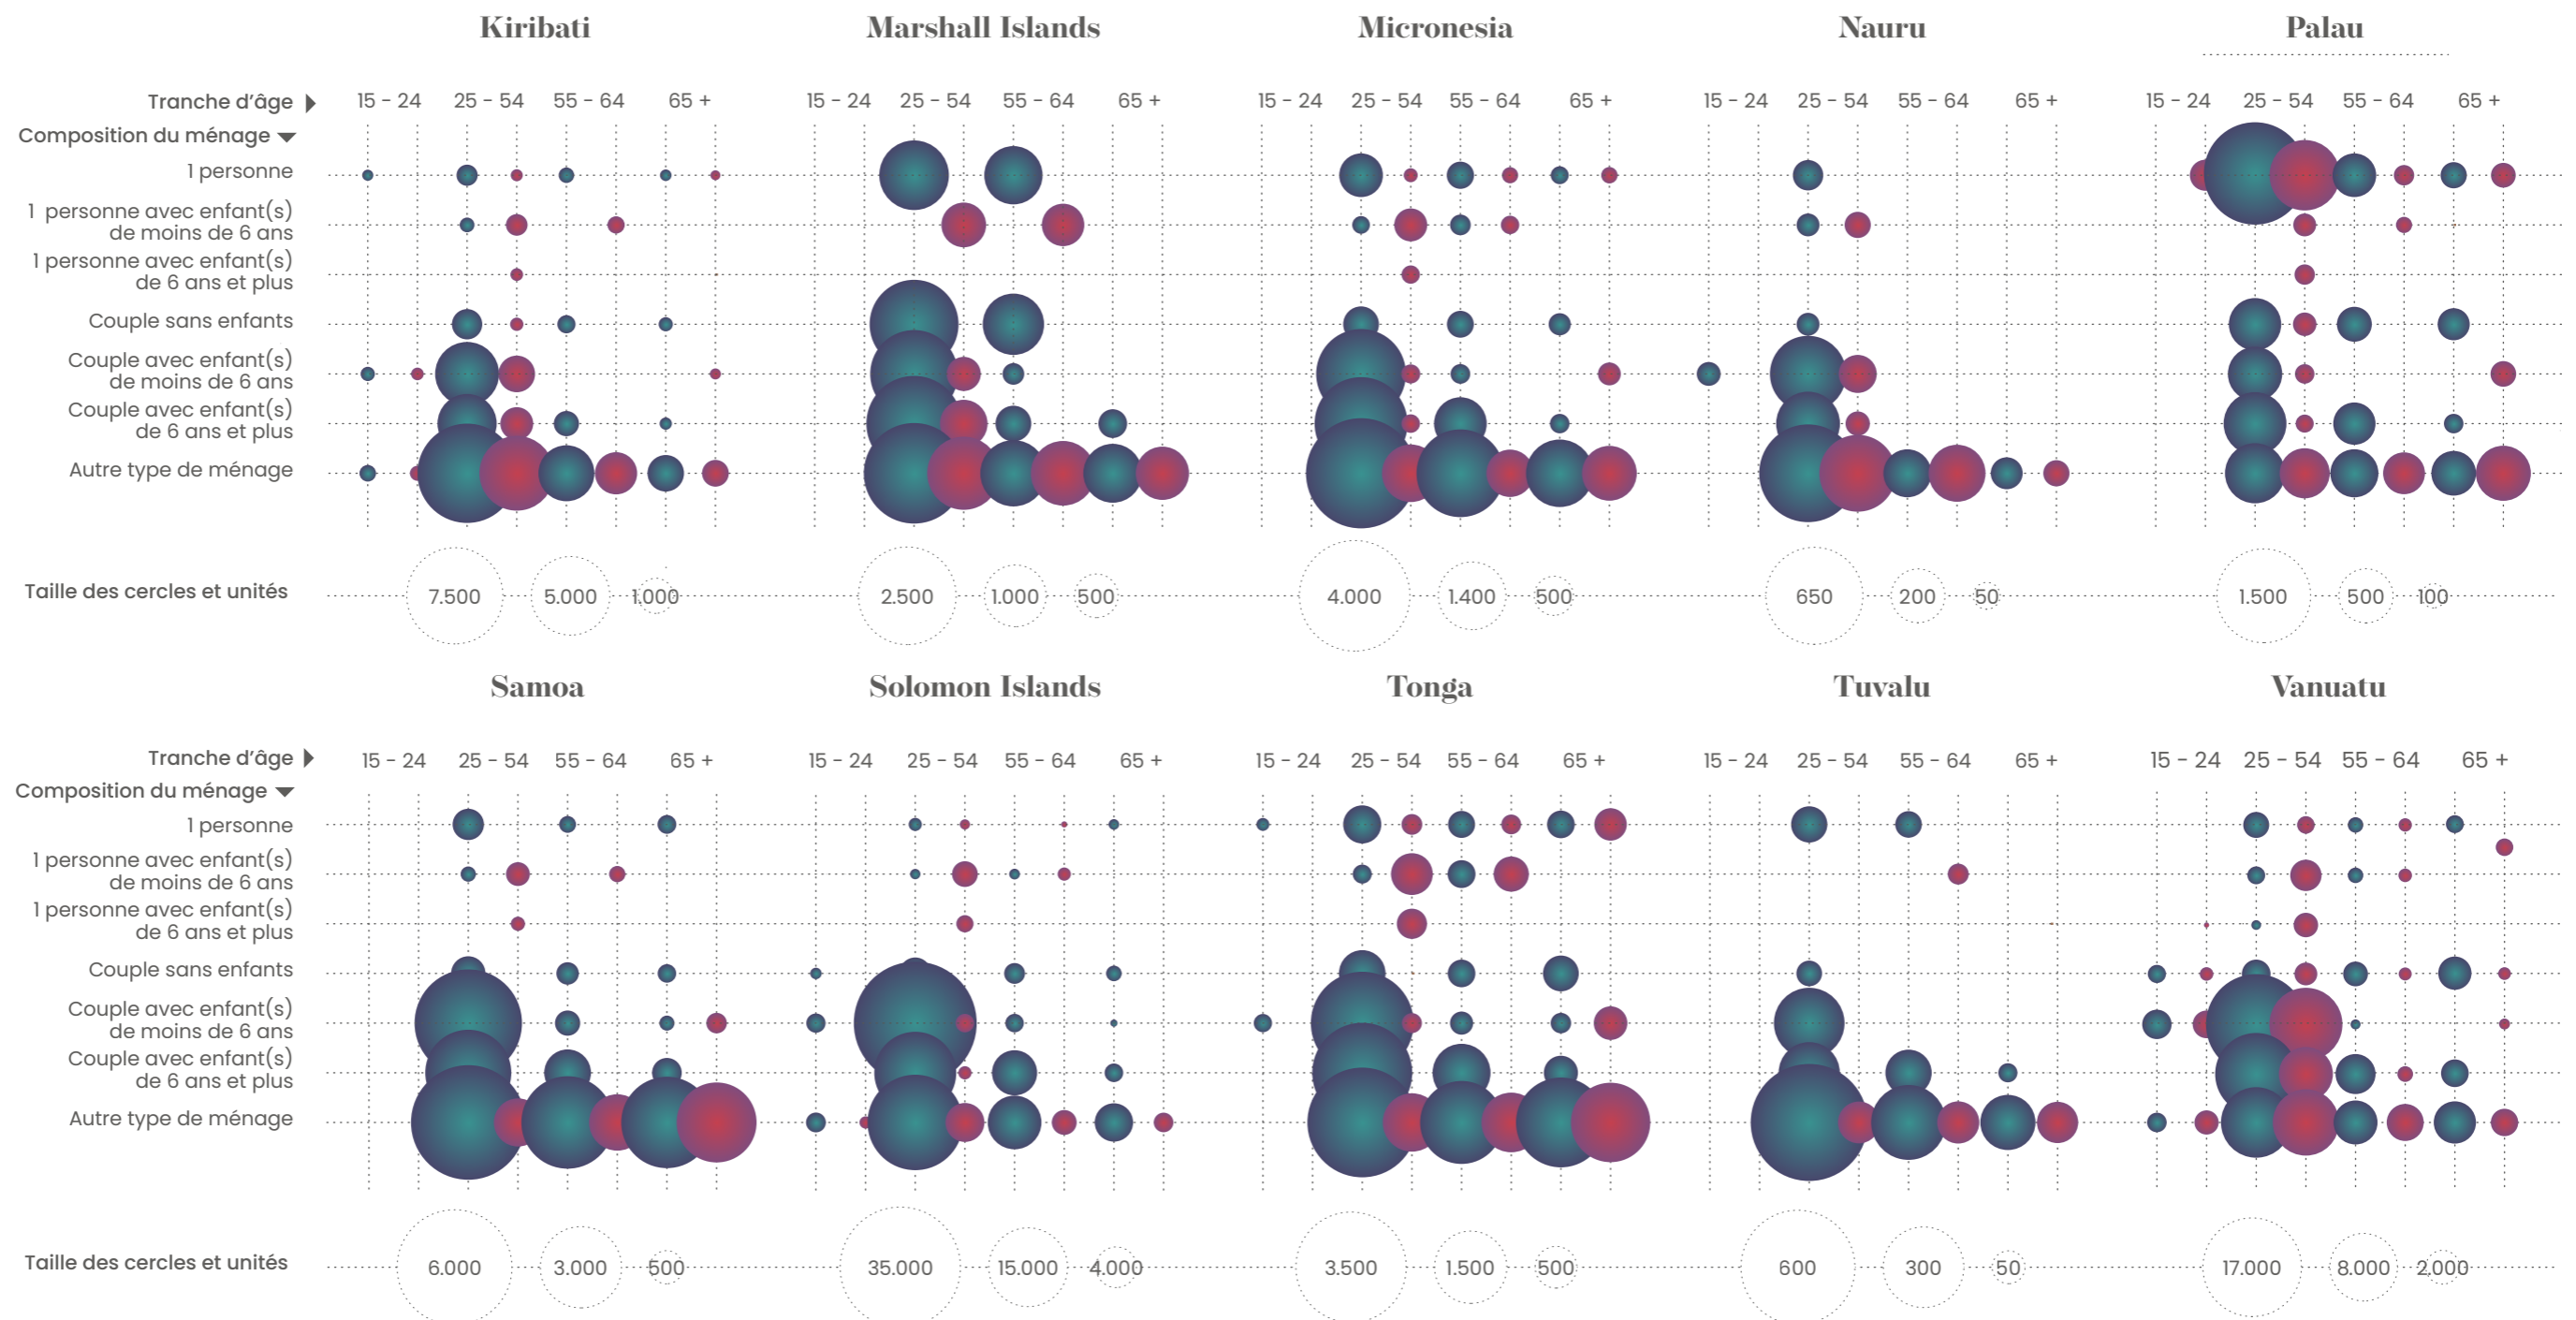 Kiribati Marshall Islands Micronesia Nauru Palau
Tranche d'âge 15 - 24 25 - 54 55 - 64 65 + 15 - 24 25 - 54 55 - 64 65 + 15 - 24 25 - 54 55 - 64 65 + 15 - 24 25 - 54 55 - 64 65 + 15 - 24 25 - 54 55 - 64 65 +
Composition du ménage
1 personne
1 personne avec enfant(s)
de moins de 6 ans
1 personne avec enfant(s)
de 6 ans et plus
Couple sans enfants
Couple avec enfant(s)
de moins de 6 ans
Couple avec enfant(s)
de 6 ans et plus
Autre type de ménage
Taille des cercles et unités 7.500 5.000 1.000 2.500 1.000 500 4.000 1.400 500 650 200 50 1.500 500 100
Samoa Solomon Islands Tonga Tuvalu Vanuatu
Tranche d'âge 15 - 24 25 - 54 55 - 64 65 + 15 - 24 25 - 54 55 - 64 65 + 15 - 24 25 - 54 55 - 64 65 + 15 - 24 25 - 54 55 - 64 65 + 15 - 24 25 - 54 55 - 64 65 +
Composition du ménage
1 personne
1 personne avec enfant(s)
de moins de 6 ans
1 personne avec enfant(s)
de 6 ans et plus
Couple sans enfants
Couple avec enfant(s)
de moins de 6 ans
Couple avec enfant(s)
de 6 ans et plus
Autre type de ménage
Taille des cercles et unités 6.000 3.000 500 35.000 15.000 4.000 3.500 1.500 500 600 300 50 17.000 8.000 2.000